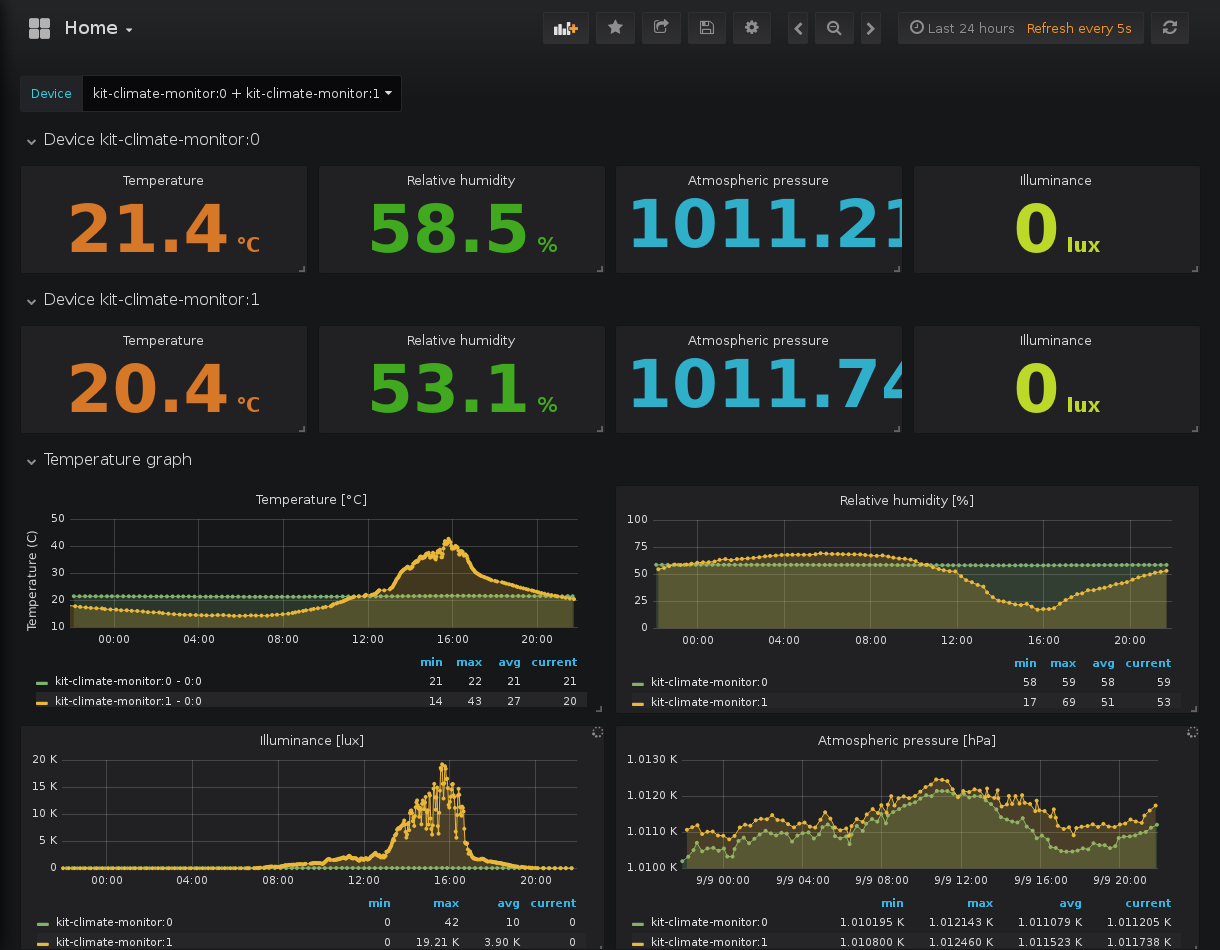 Home
Last 24 hours Refresh every 5s
Device kit-climate-monitor:0 + kit-climate-monitor:1
Device kit-climate-monitor:0
Temperature Relative humidity Atmospheric pressure Illuminance
21.4 °C 58.5 % 1011.21 0 lux
Device kit-climate-monitor:1
Temperature Relative humidity Atmospheric pressure Illuminance
20.4 °C 53.1 % 1011.74 0 lux
Temperature graph
Temperature [°C]
Temperature (C)
50
40
30
20
10
00:00 04:00 08:00 12:00 16:00 20:00
min max avg current
kit-climate-monitor:0 - 0:0 21 22 21 21
kit-climate-monitor:1 - 0:0 14 43 27 20
Relative humidity [%]
100
75
50
25
0
00:00 04:00 08:00 12:00 16:00 20:00
min max avg current
kit-climate-monitor:0 58 59 58 59
kit-climate-monitor:1 17 69 51 53
Illuminance [lux]
20 K
15 K
10 K
5 K
0
00:00 04:00 08:00 12:00 16:00 20:00
min max avg current
kit-climate-monitor:0 0 42 10 0
kit-climate-monitor:1 0 19.21 K 3.90 K 0
Atmospheric pressure [hPa]
1.0130 K
1.0120 K
1.0110 K
1.0100 K
9/9 00:00 9/9 04:00 9/9 08:00 9/9 12:00 9/9 16:00 9/9 20:00
min max avg current
kit-climate-monitor:0 1.010195 K 1.012143 K 1.011079 K 1.011205 K
kit-climate-monitor:1 1.010800 K 1.012460 K 1.011523 K 1.011738 K